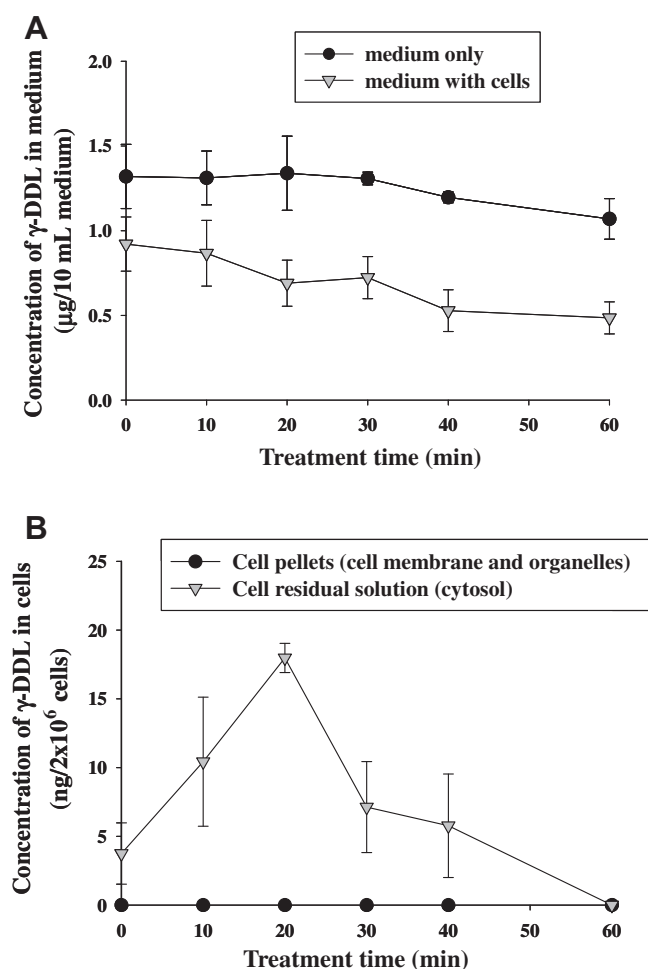 A
medium only
medium with cells
Concentration of γ-DDL in medium
(µg/10 mL medium)
2.0
1.5
1.0
0.5
0.0
0 10 20 30 40 50 60
Treatment time (min)
B
Cell pellets (cell membrane and organelles)
Cell residual solution (cytosol)
Concentration of γ-DDL in cells
(ng/2x10⁶ cells)
25
20
15
10
5
0
0 10 20 30 40 50 60
Treatment time (min)